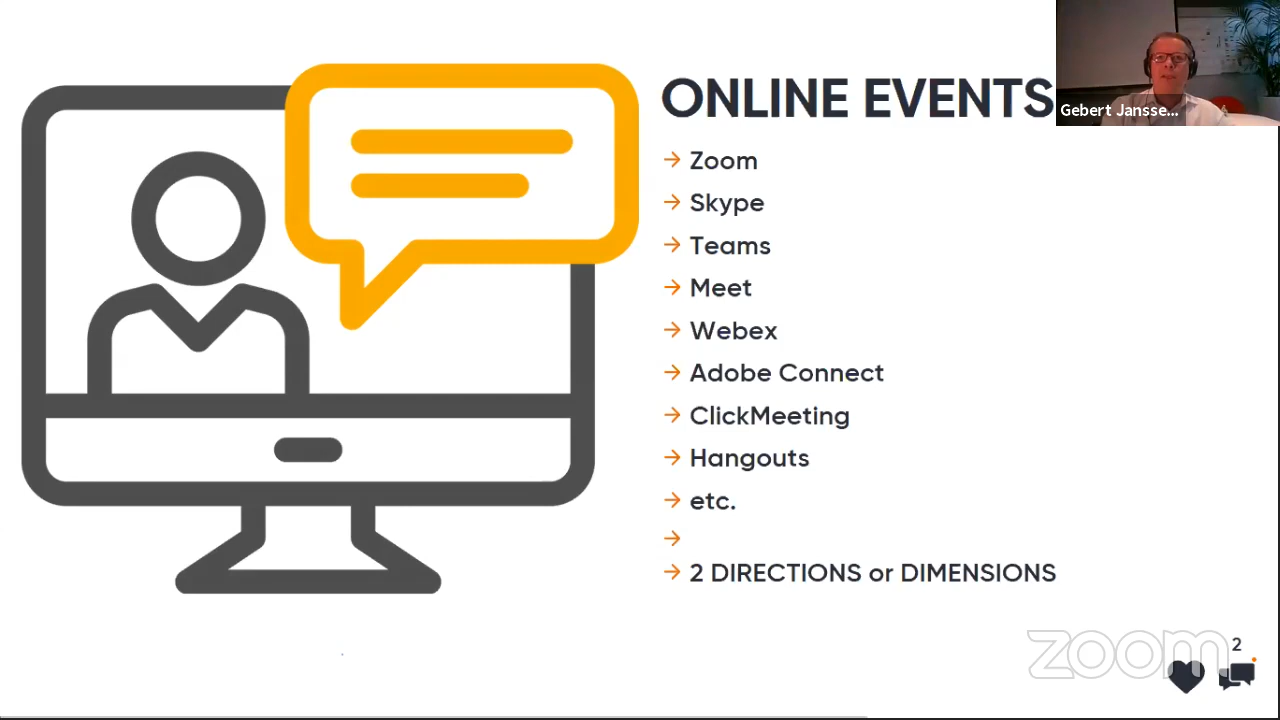 ONLINE EVENTS
Gebert Jansse...
→ Zoom
→ Skype
→ Teams
→ Meet
→ Webex
→ Adobe Connect
→ ClickMeeting
→ Hangouts
→ etc.
→
→ 2 DIRECTIONS or DIMENSIONS
zoom
2